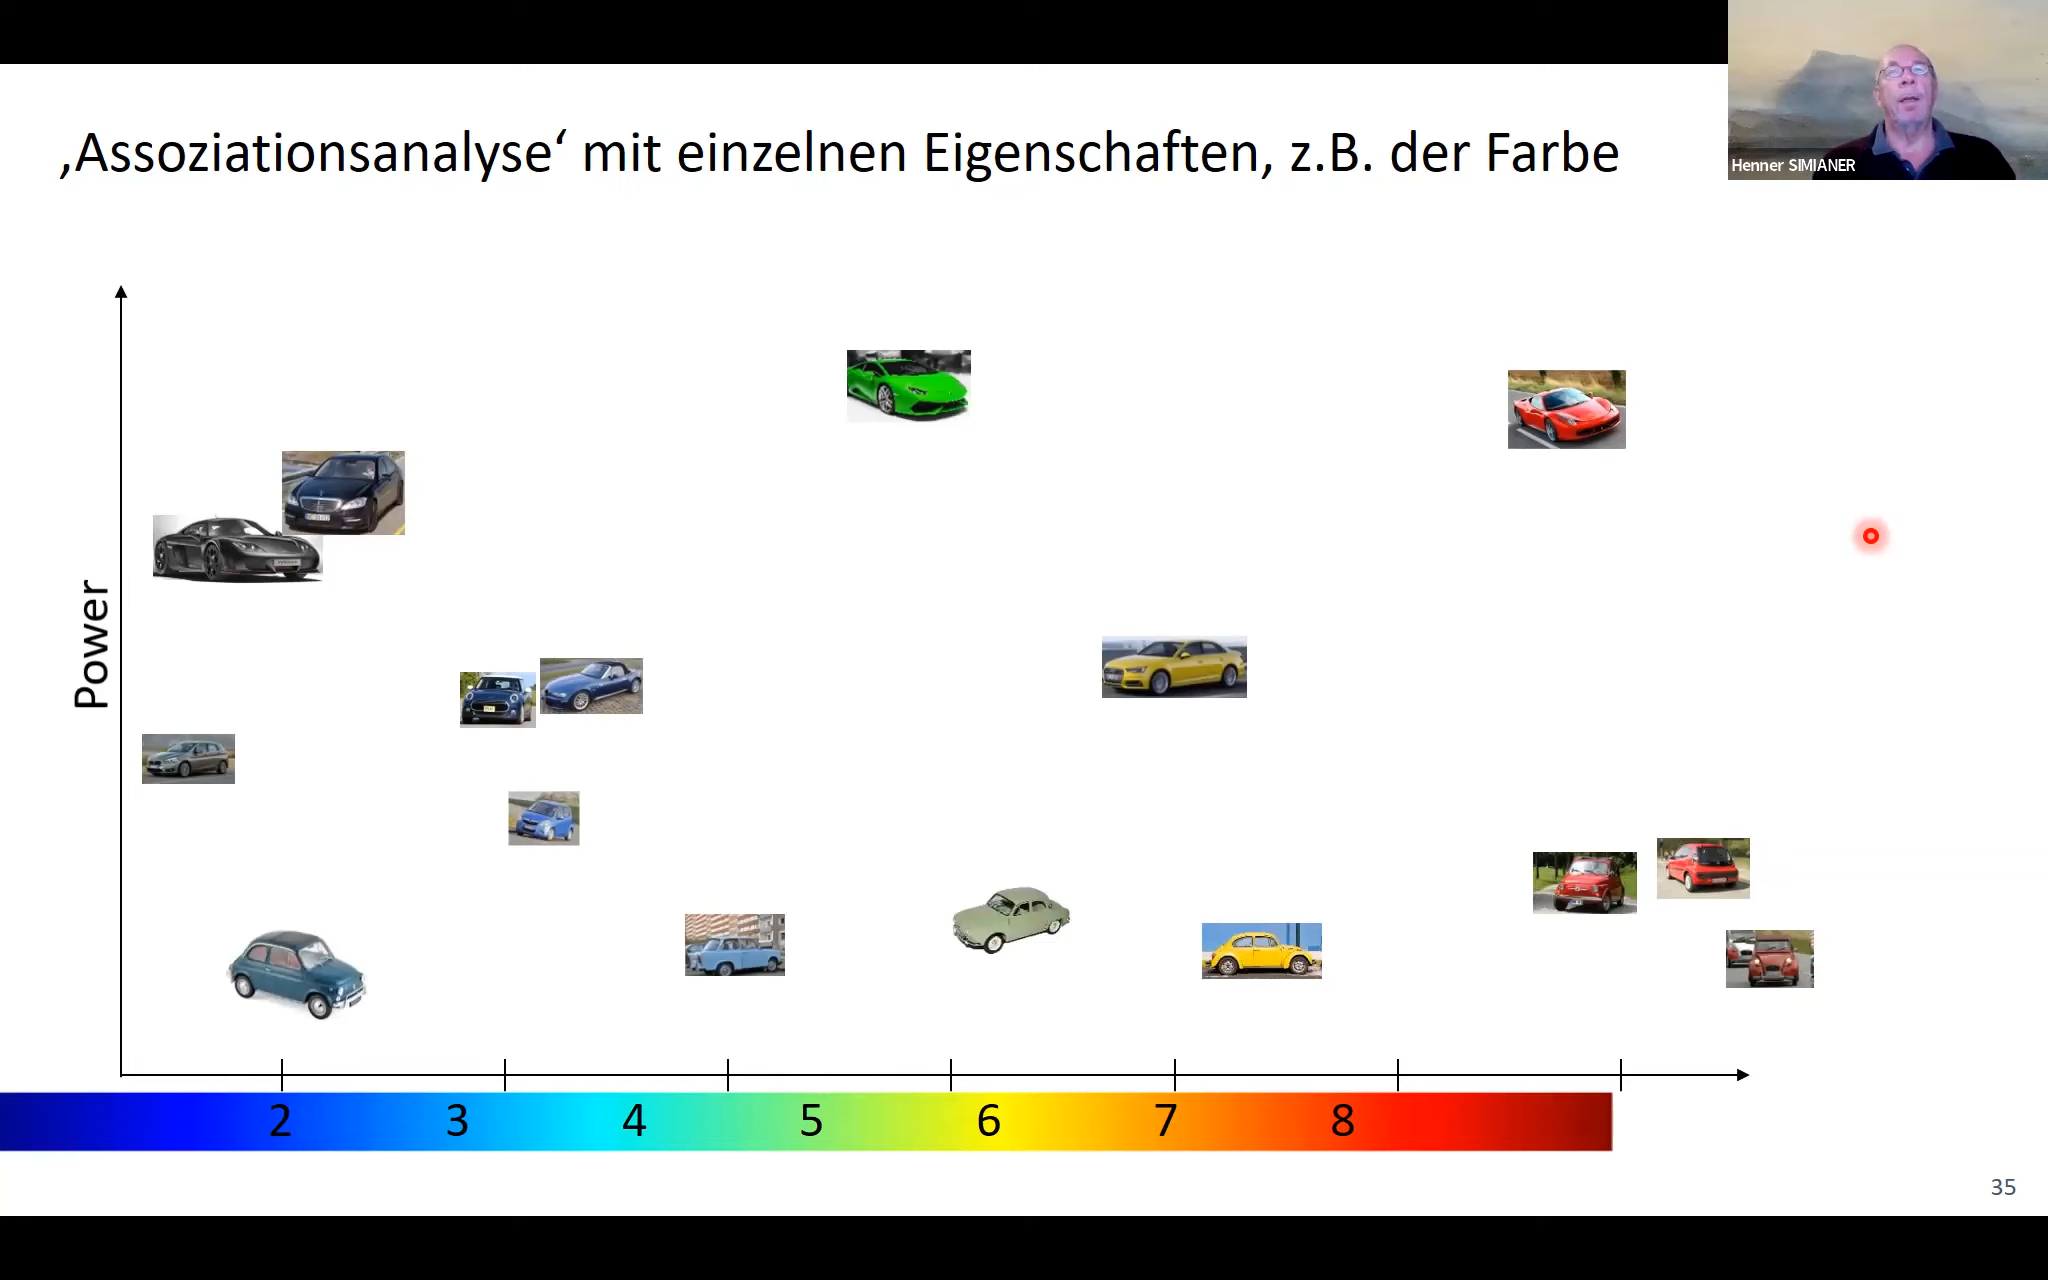 ‚Assoziationsanalyse‘ mit einzelnen Eigenschaften, z.B. der Farbe
Henner SIMIANER
Power
2 3 4 5 6 7 8
35